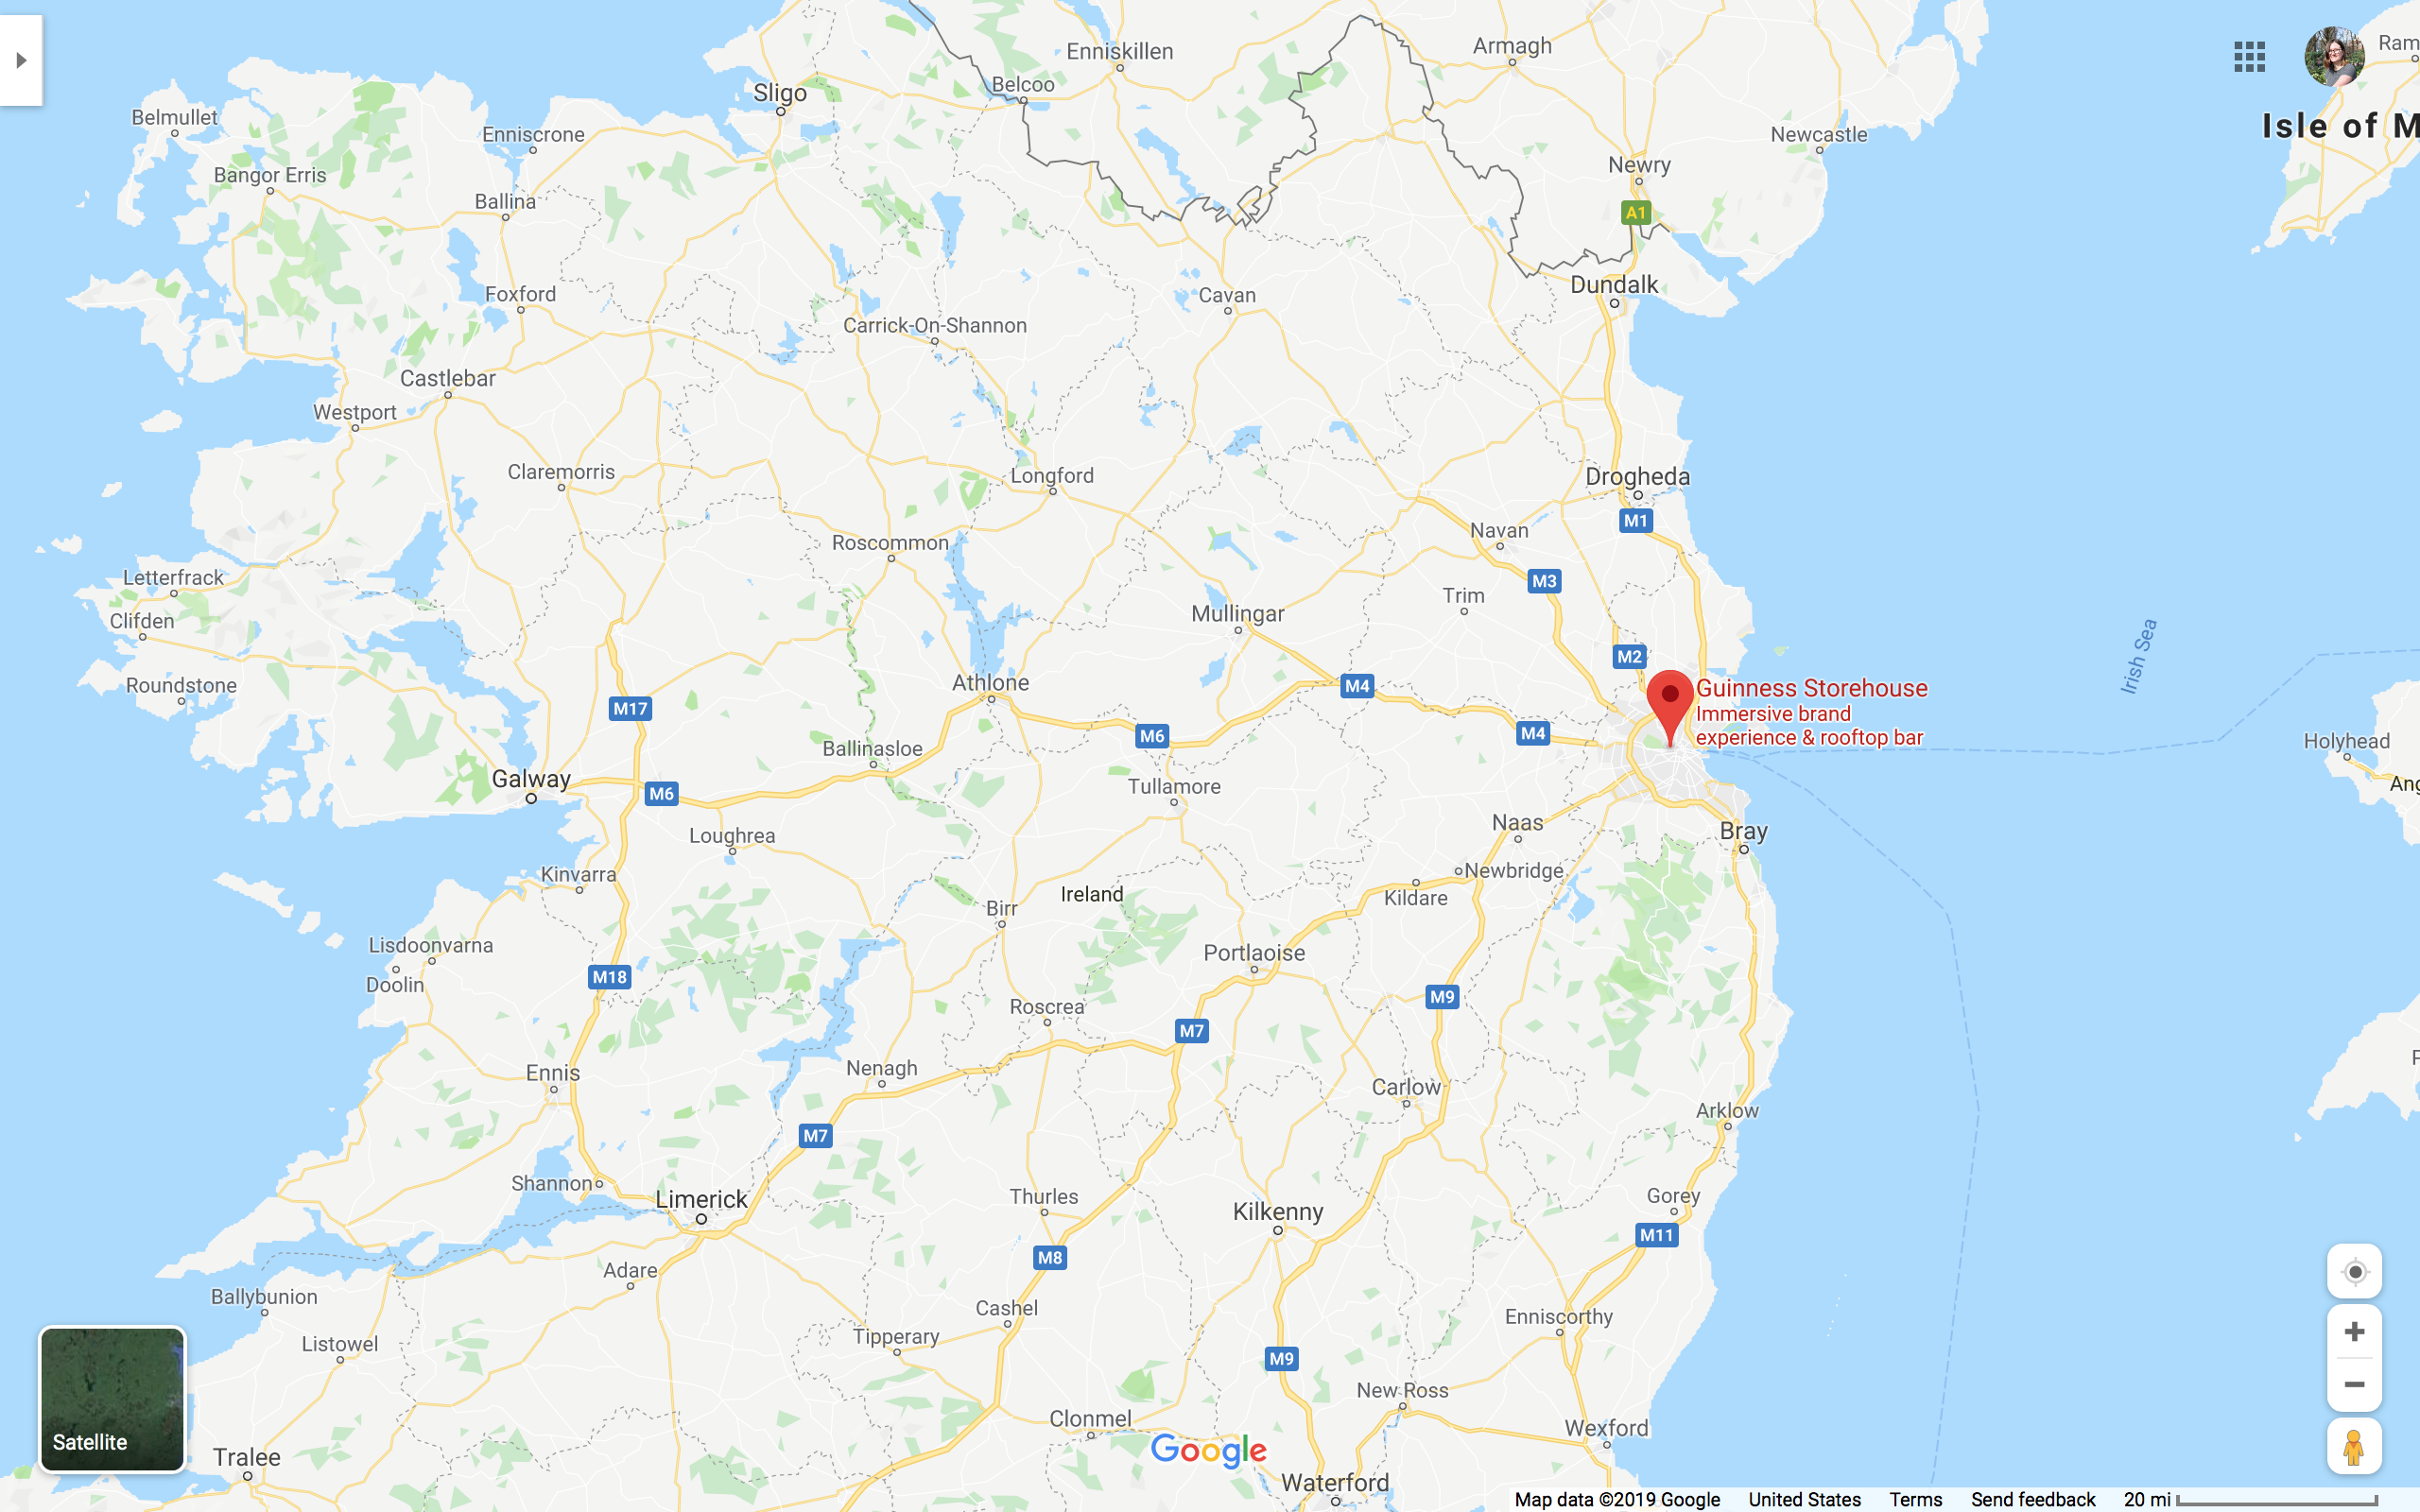 Enniskillen
Armagh
Ram
Belcoo
Sligo
Belmullet
Isle of M
Enniscrone
Newcastle
Newry
Bangor Erris
Ballina
A1
Dundalk
Foxford
Cavan
Carrick-On-Shannon
Castlebar
Westport
Claremorris
Longford
Drogheda
M1
Navan
Roscommon
Letterfrack
M3
Trim
Clifden
Mullingar
Irish Sea
M2
Roundstone
Athlone
M4
Guinness Storehouse
Immersive brand
experience & rooftop bar
M17
M4
M6
Holyhead
Ballinasloe
Galway
M6
Tullamore
Ang
Naas
Bray
Loughrea
Kinvarra
Newbridge
Ireland
Kildare
Birr
Lisdoonvarna
Portlaoise
Doolin
M18
M9
Roscrea
M7
Ennis
Nenagh
Carlow
Arklow
M7
Shannon
Limerick
Thurles
Gorey
Kilkenny
M11
M8
Adare
Ballybunion
Cashel
Enniscorthy
Tipperary
Listowel
M9
New Ross
Clonmel
Wexford
Satellite
Google
Tralee
Waterford
Map data ©2019 Google United States Terms Send feedback 20 mi